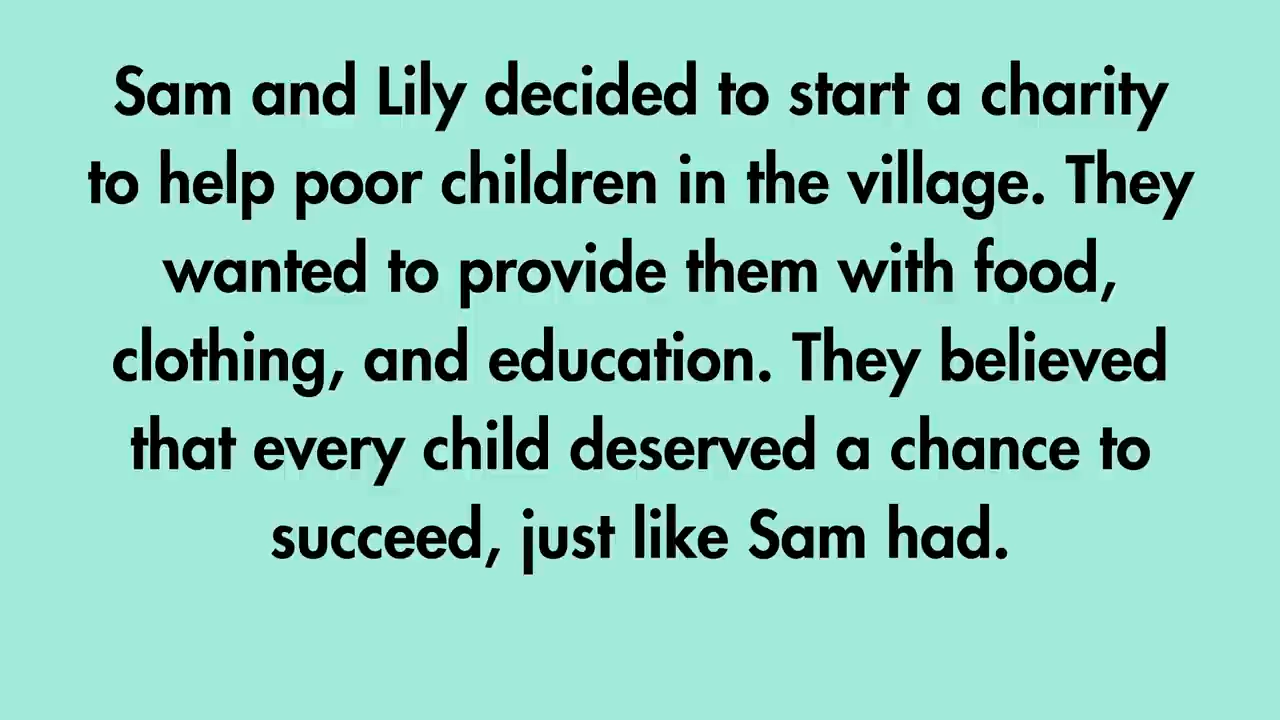 Sam and Lily decided to start a charity
to help poor children in the village. They
wanted to provide them with food,
clothing, and education. They believed
that every child deserved a chance to
succeed, just like Sam had.